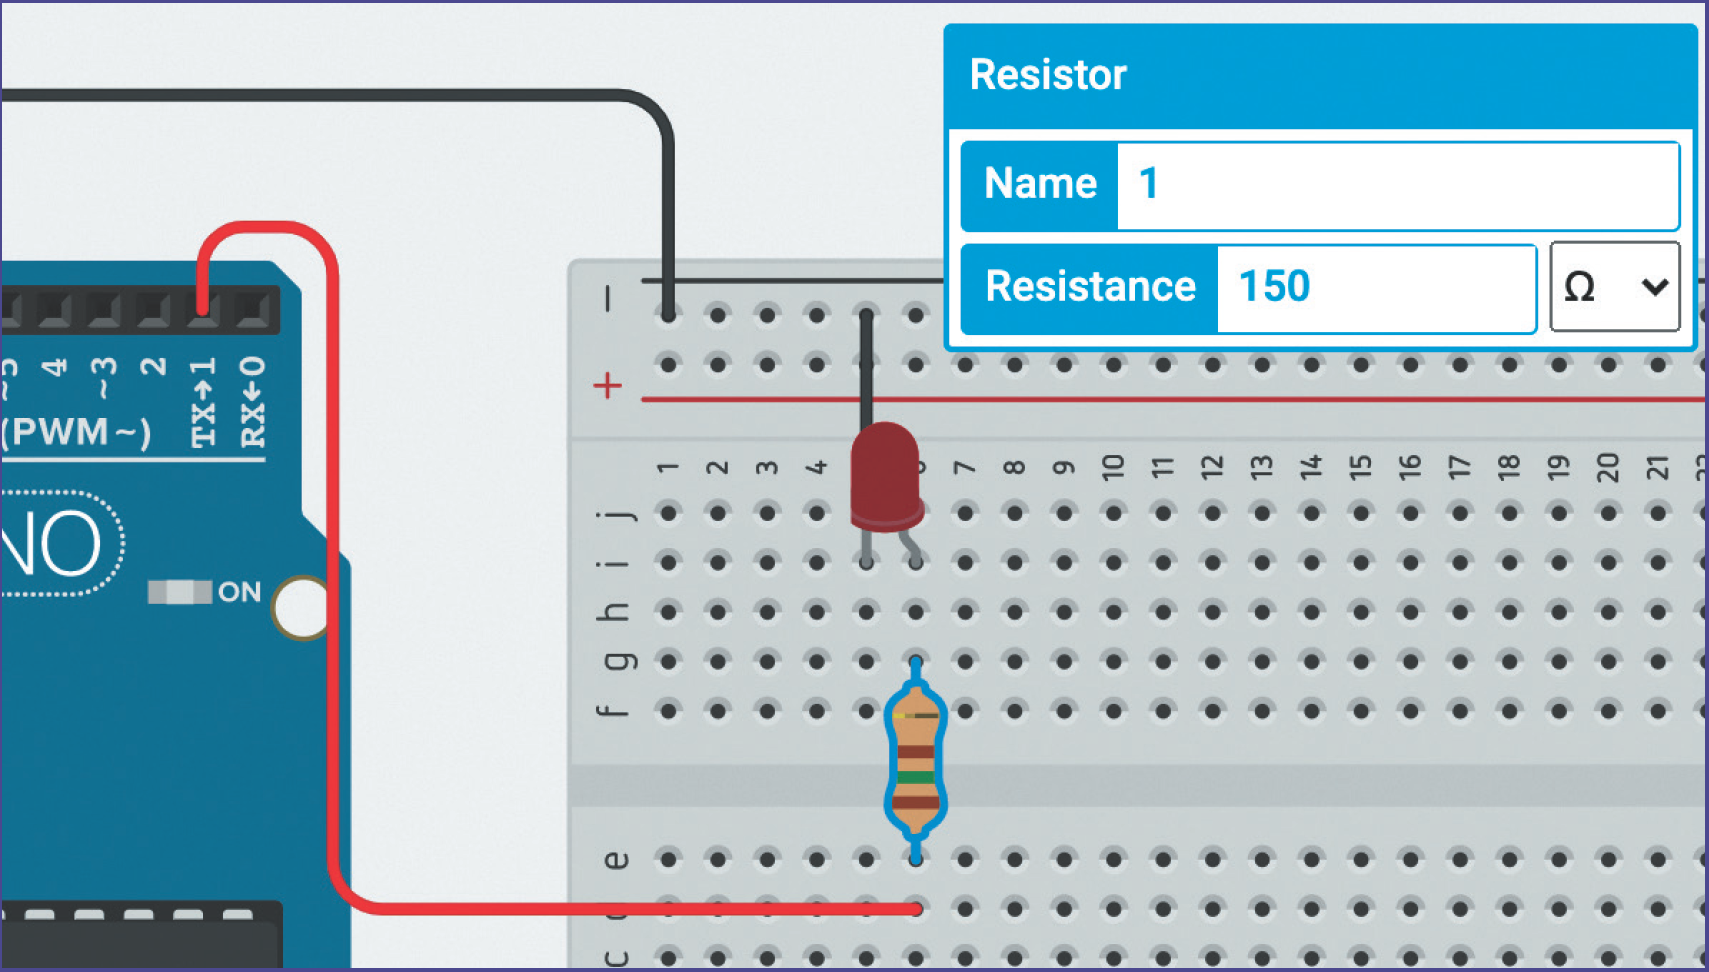 Resistor
Name 1
Resistance 150 Ω
−
+
~5 4 ~3 2 TX→1 RX←0
(PWM~)
NO
ON
1 2 3 4 7 8 9 10 11 12 13 14 15 16 17 18 19 20 21
j
i
h
g
f
e
c